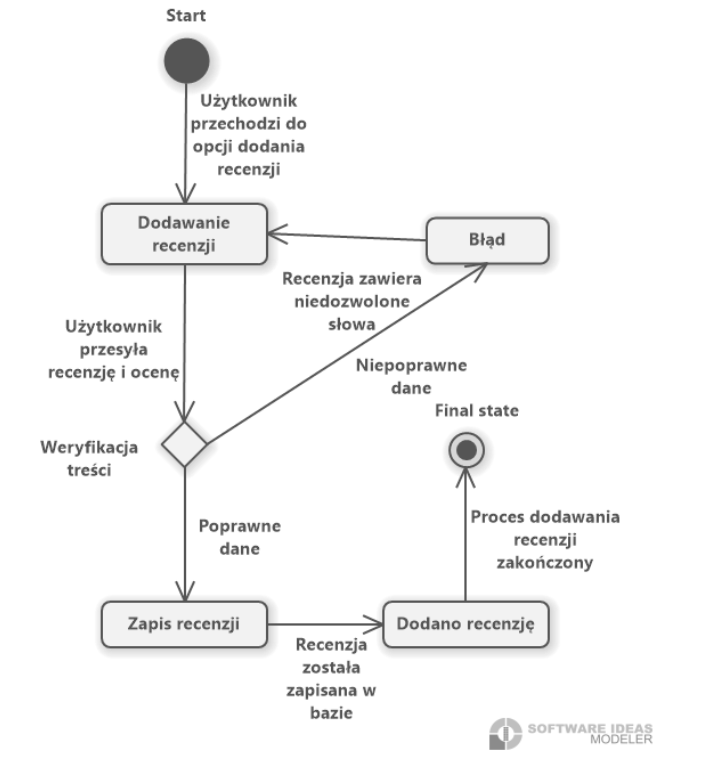 Start
Użytkownik
przechodzi do
opcji dodania
recenzji
Dodawanie
recenzji
Błąd
Recenzja zawiera
niedozwolone
słowa
Użytkownik
przesyła
recenzję i ocenę
Niepoprawne
dane
Final state
Weryfikacja
treści
Poprawne
dane
Proces dodawania
recenzji
zakończony
Zapis recenzji
Dodano recenzję
Recenzja
została
zapisana w
bazie
SOFTWARE IDEAS
MODELER